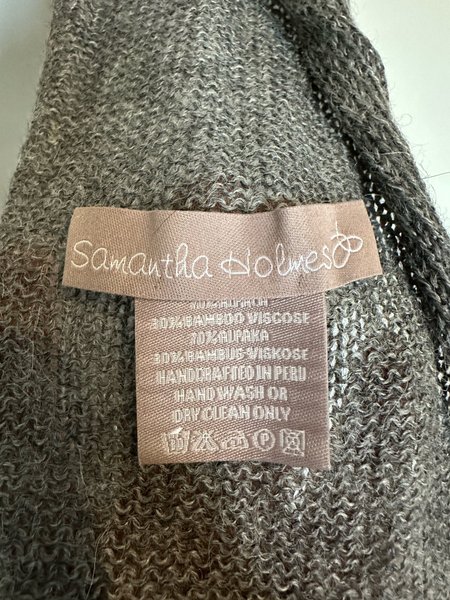 Samantha Holmes
30% BAMBOO VISCOSE
70% ALPAKA
30% BAMBUS-VISKOSE
HANDCRAFTED IN PERU
HAND WASH OR
DRY CLEAN ONLY
P